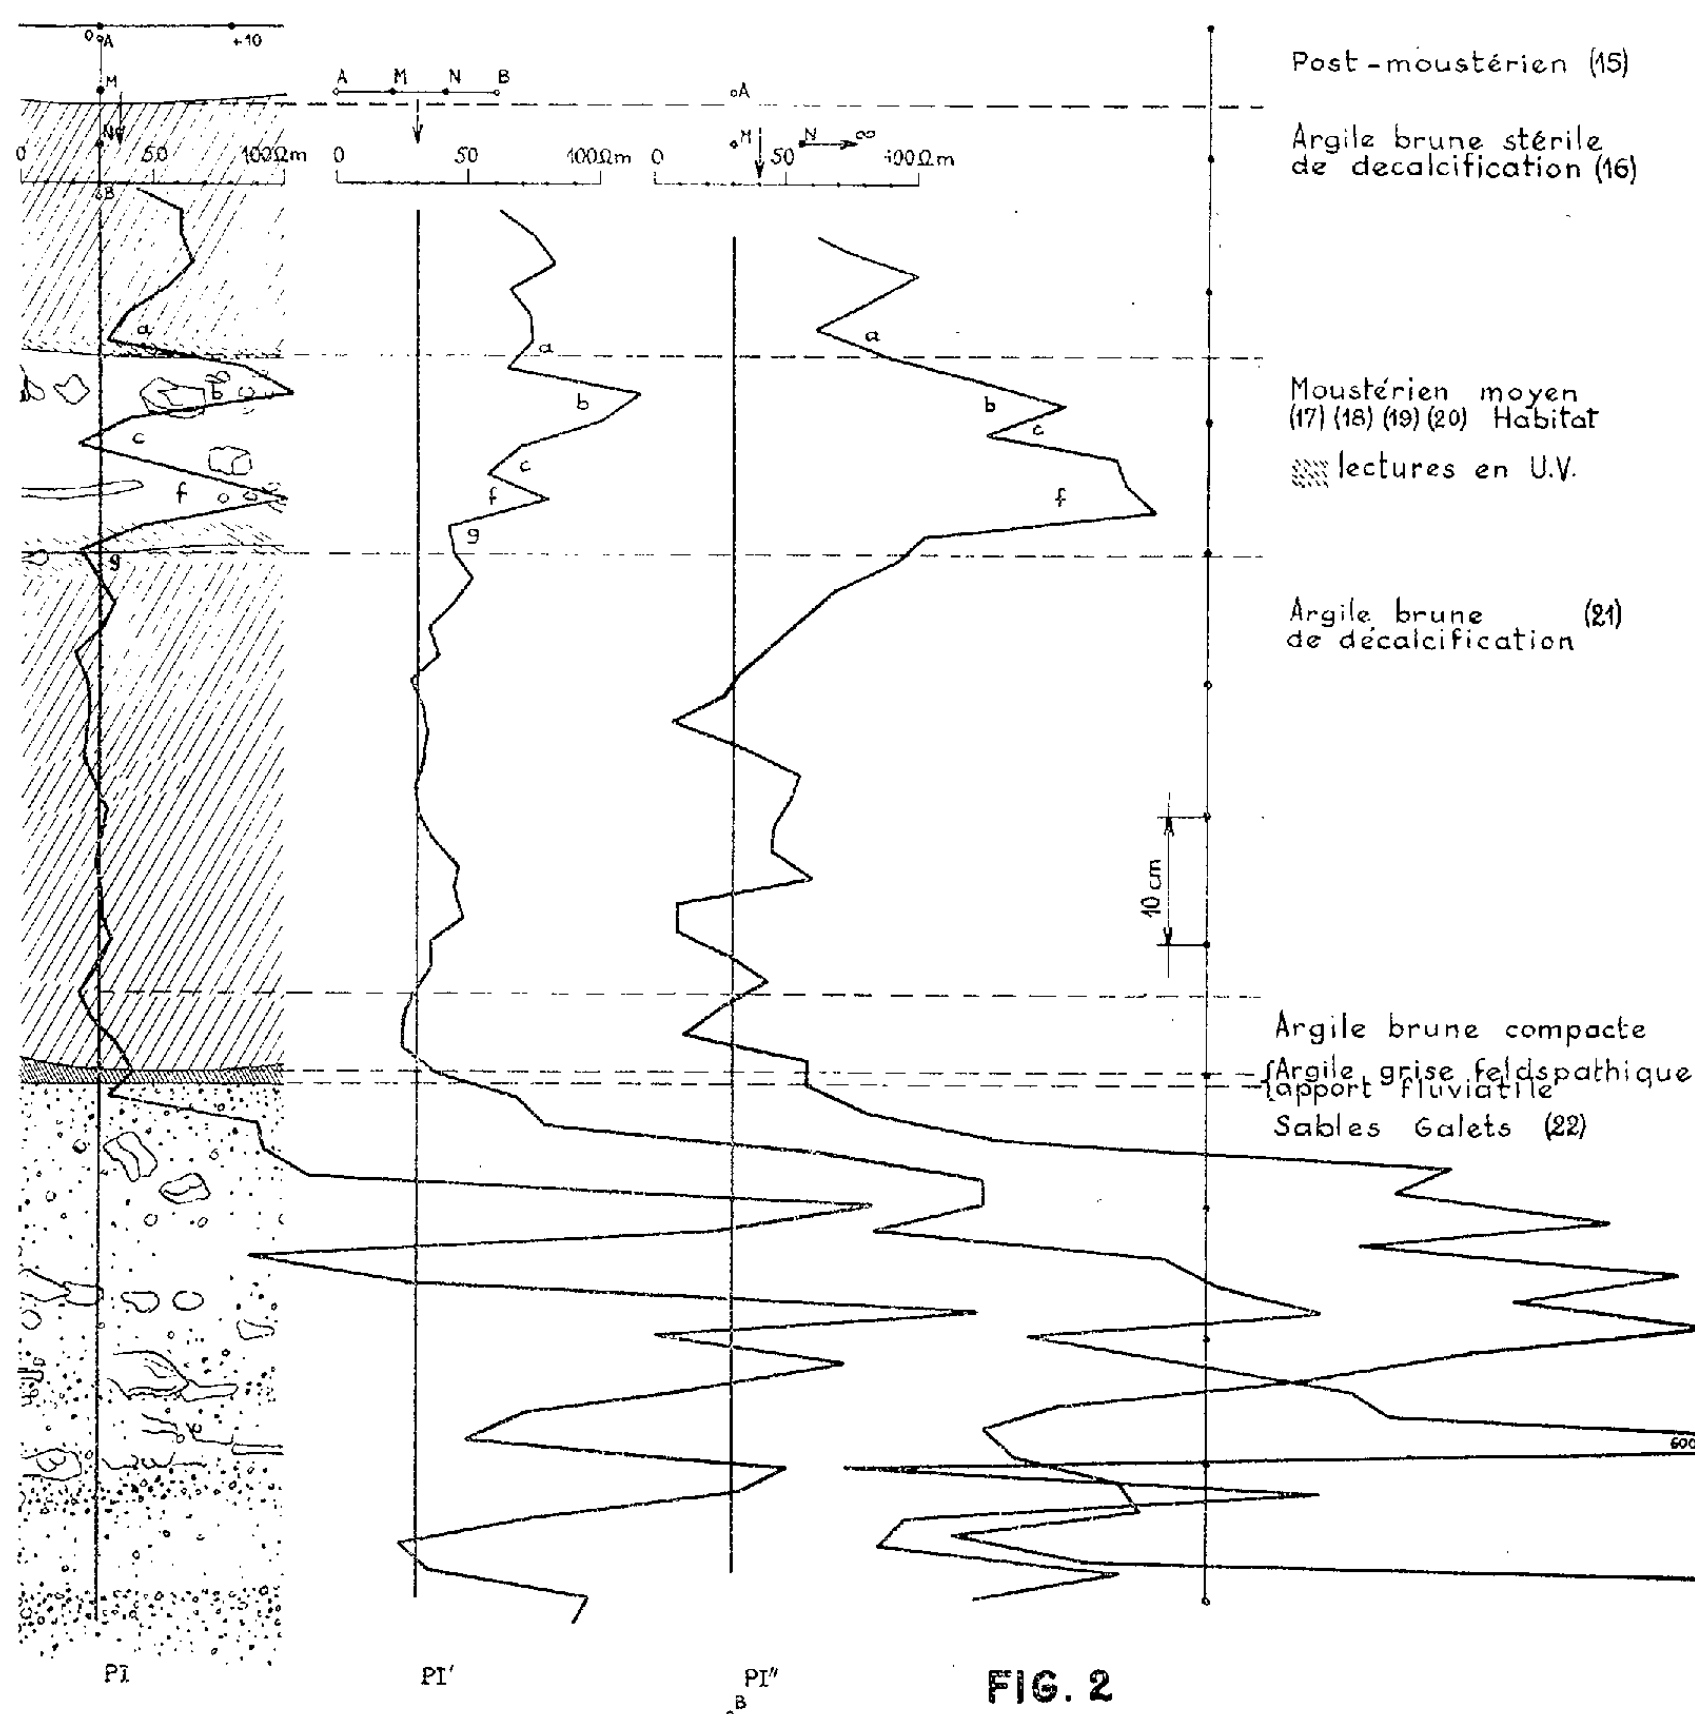 0 A +10
M
N
0 50 100Ωm
B
A M N B
0 50 100Ωm
A
M N ∞
0 50 100Ωm
a
b
c
f
g
a
b
c
f
g
a
b
c
f
Post-moustérien (15)
Argile brune stérile
de decalcification (16)
Moustérien moyen
(17) (18) (19) (20) Habitat
lectures en U.V.
Argile brune (21)
de décalcification
10 cm
Argile brune compacte
Argile grise feldspathique
apport fluviatile
Sables Galets (22)
600
PI PI' PI"
B
FIG. 2